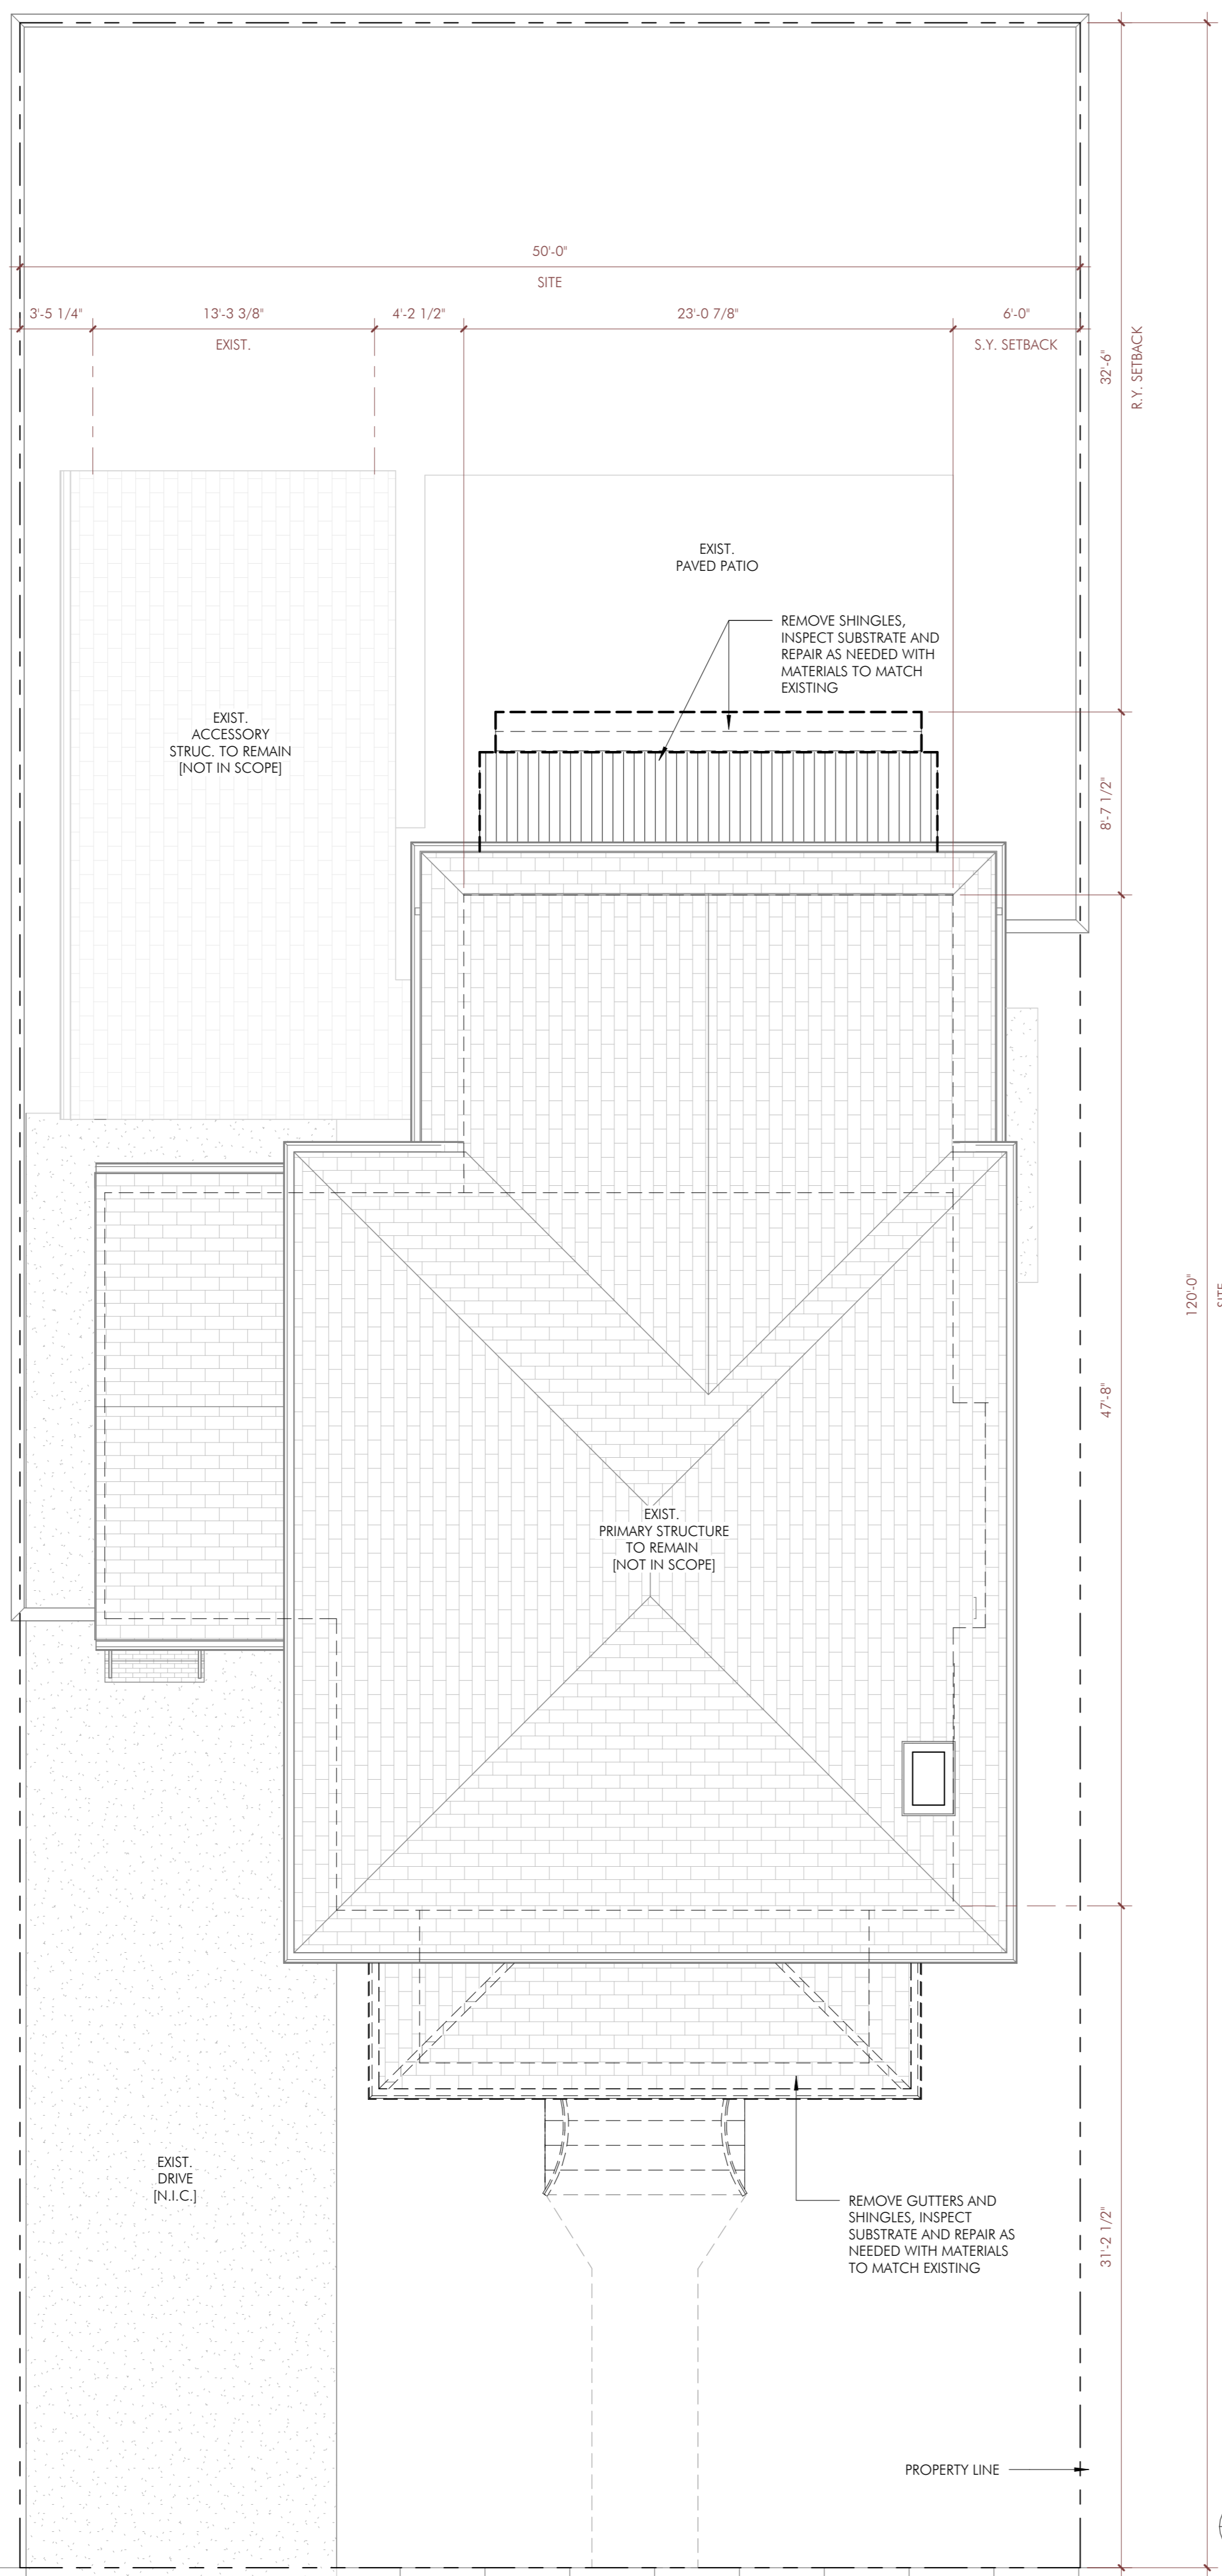 50'-0"
SITE
3'-5 1/4"
13'-3 3/8"
4'-2 1/2"
23'-0 7/8"
6'-0"
EXIST.
S.Y. SETBACK
32'-6"
R.Y. SETBACK
EXIST.
PAVED PATIO
REMOVE SHINGLES,
INSPECT SUBSTRATE AND
REPAIR AS NEEDED WITH
MATERIALS TO MATCH
EXISTING
EXIST.
ACCESSORY
STRUC. TO REMAIN
[NOT IN SCOPE]
8'-7 1/2"
120'-0"
SITE
47'-8"
EXIST.
PRIMARY STRUCTURE
TO REMAIN
[NOT IN SCOPE]
EXIST.
DRIVE
[N.I.C.]
REMOVE GUTTERS AND
SHINGLES, INSPECT
SUBSTRATE AND REPAIR AS
NEEDED WITH MATERIALS
TO MATCH EXISTING
31'-2 1/2"
PROPERTY LINE